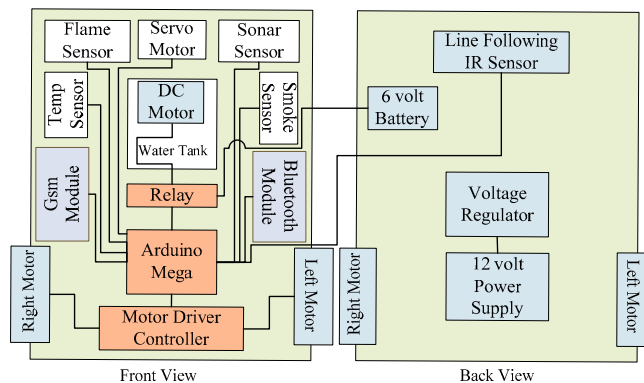 Flame
Sensor
Servo
Motor
Sonar
Sensor
Temp
Sensor
DC
Motor
Water Tank
Smoke
Sensor
Gsm
Module
Relay
Bluetooth
Module
Arduino
Mega
Right Motor
Left Motor
Motor Driver
Controller
Front View
Line Following
IR Sensor
6 volt
Battery
Voltage
Regulator
12 volt
Power
Supply
Right Motor
Left Motor
Back View